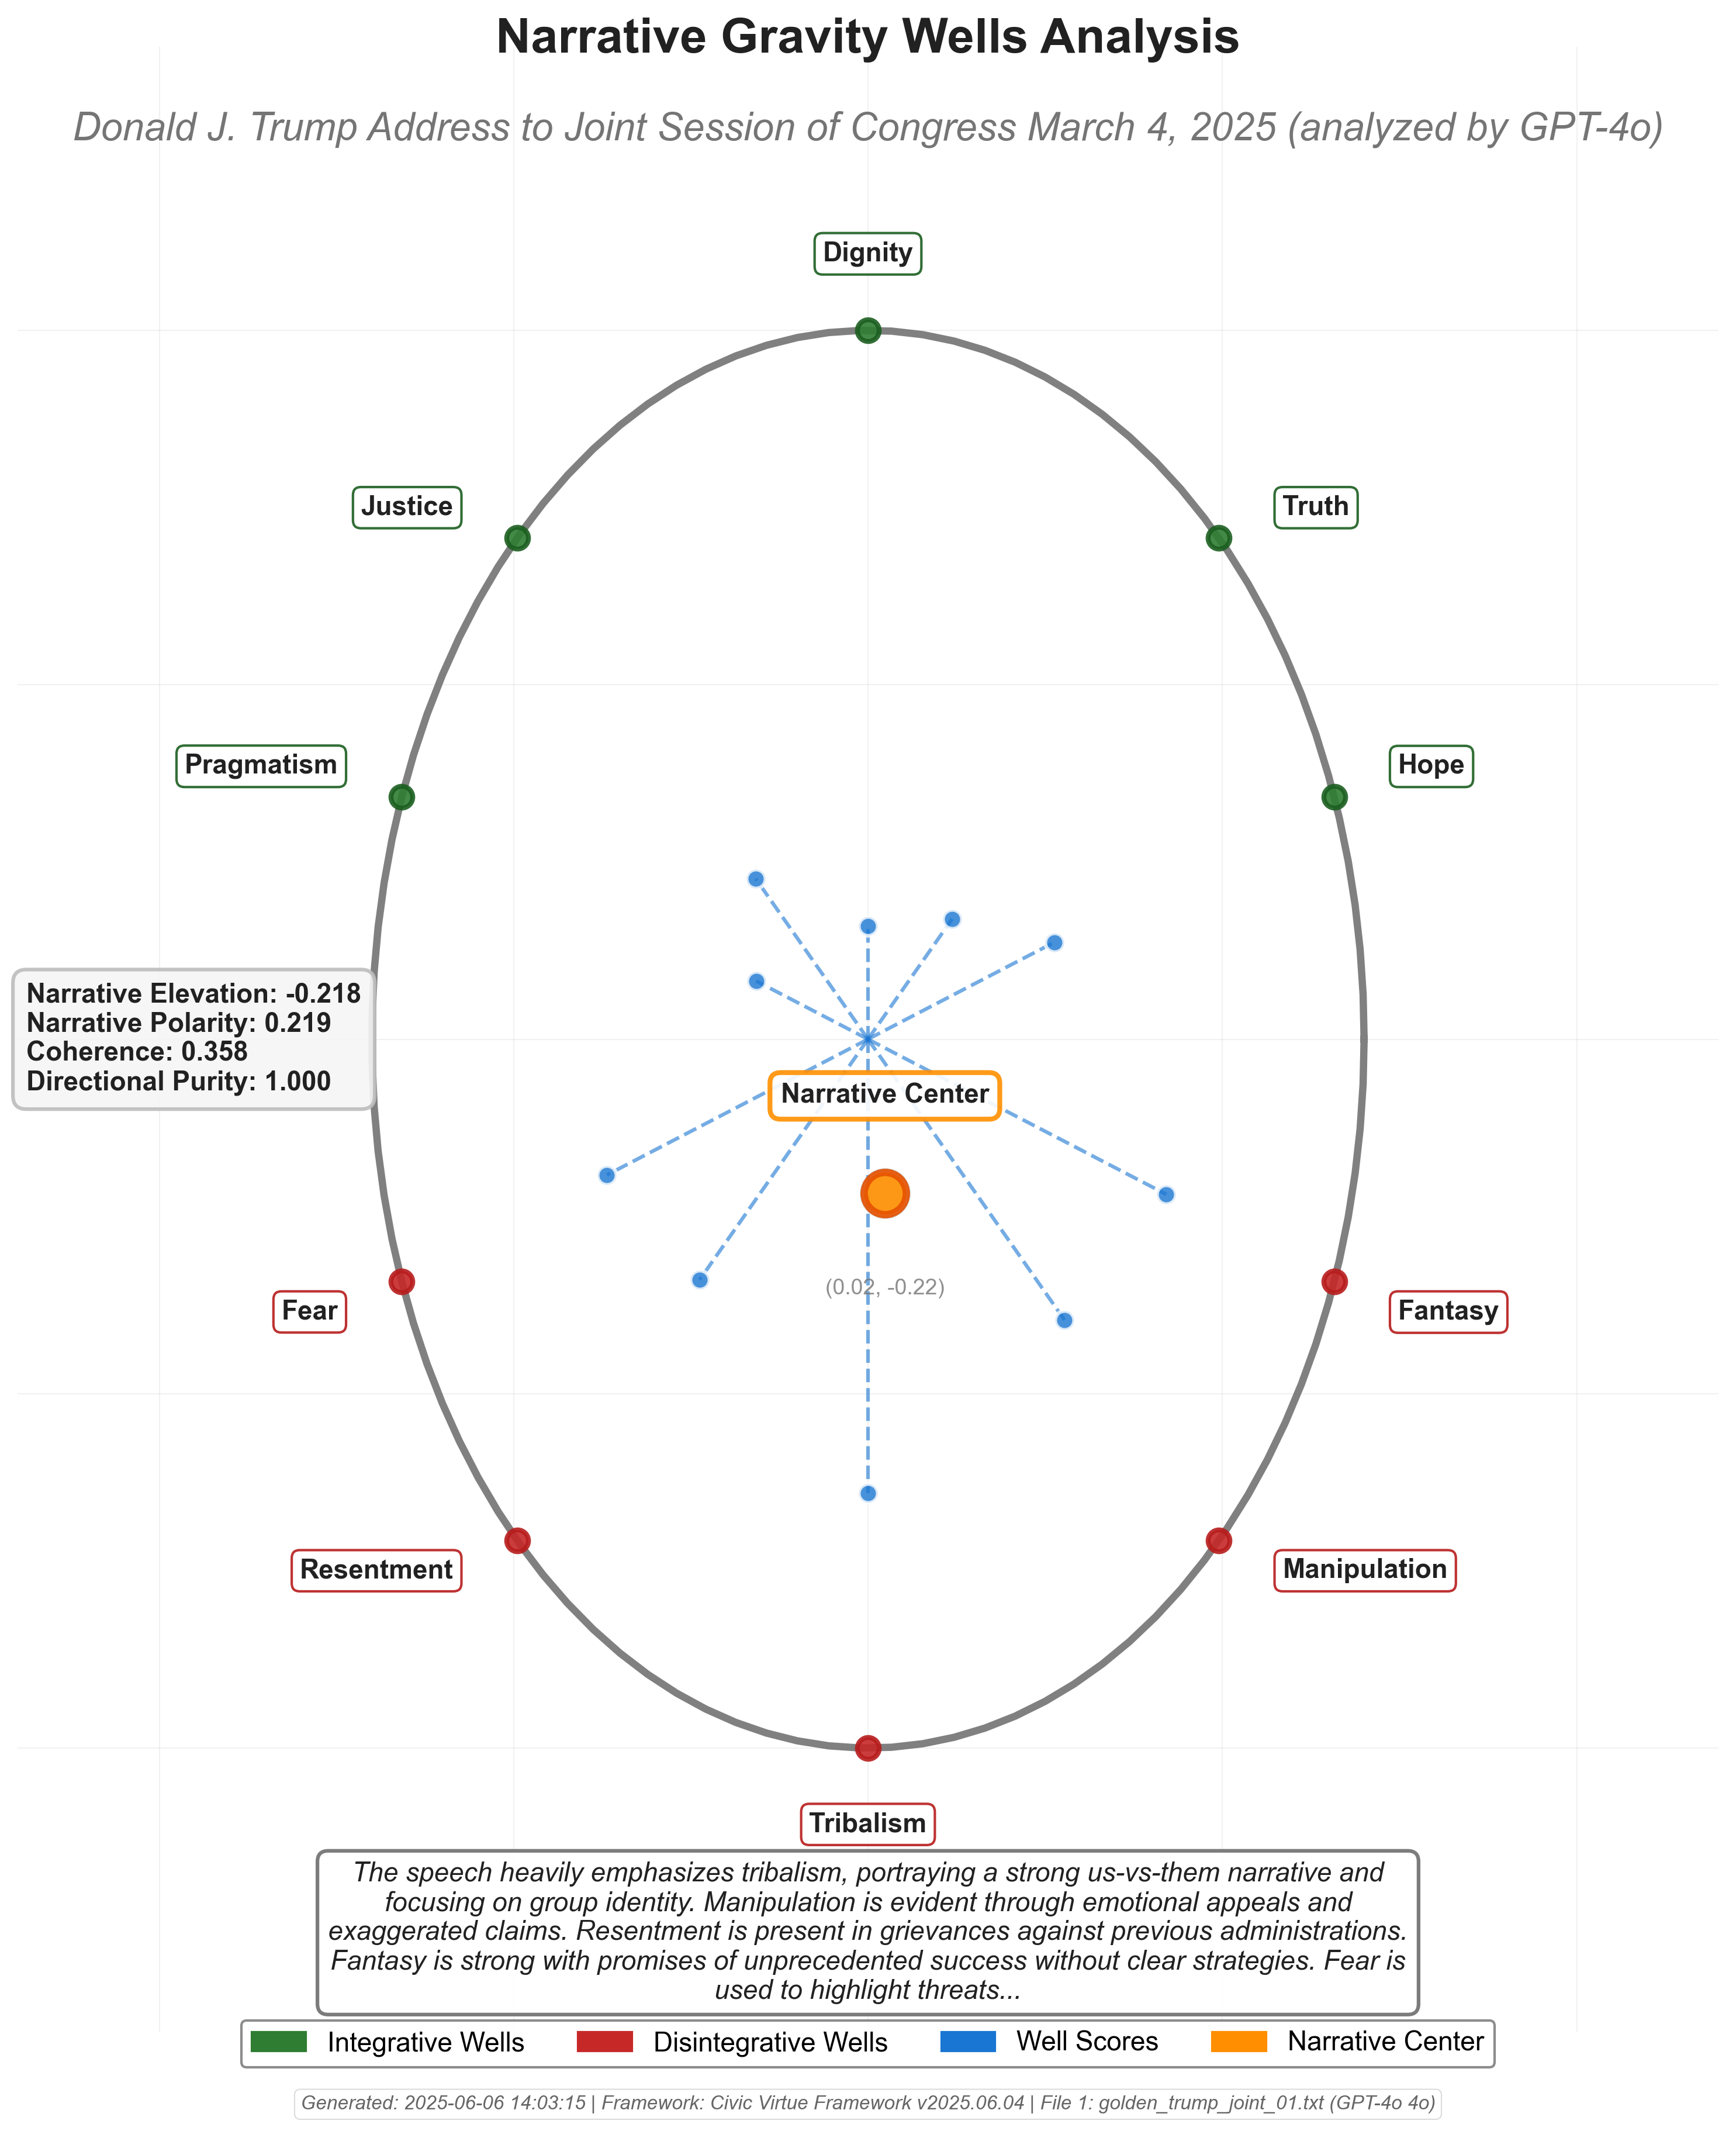 Narrative Gravity Wells Analysis
Donald J. Trump Address to Joint Session of Congress March 4, 2025 (analyzed by GPT-4o)
Dignity
Justice
Truth
Pragmatism
Hope
Narrative Elevation: -0.218
Narrative Polarity: 0.219
Coherence: 0.358
Directional Purity: 1.000
Narrative Center
(0.02, -0.22)
Fear
Fantasy
Resentment
Manipulation
Tribalism
The speech heavily emphasizes tribalism, portraying a strong us-vs-them narrative and
focusing on group identity. Manipulation is evident through emotional appeals and
exaggerated claims. Resentment is present in grievances against previous administrations.
Fantasy is strong with promises of unprecedented success without clear strategies. Fear is
used to highlight threats...
Integrative Wells
Disintegrative Wells
Well Scores
Narrative Center
Generated: 2025-06-06 14:03:15 | Framework: Civic Virtue Framework v2025.06.04 | File 1: golden_trump_joint_01.txt (GPT-4o 4o)